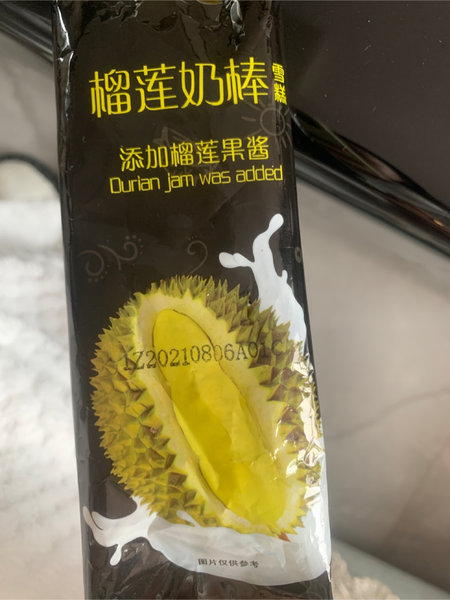 榴莲奶棒
雪糕
添加榴莲果酱
Durian jam was added
1Z20210806A01C
图片仅供参考